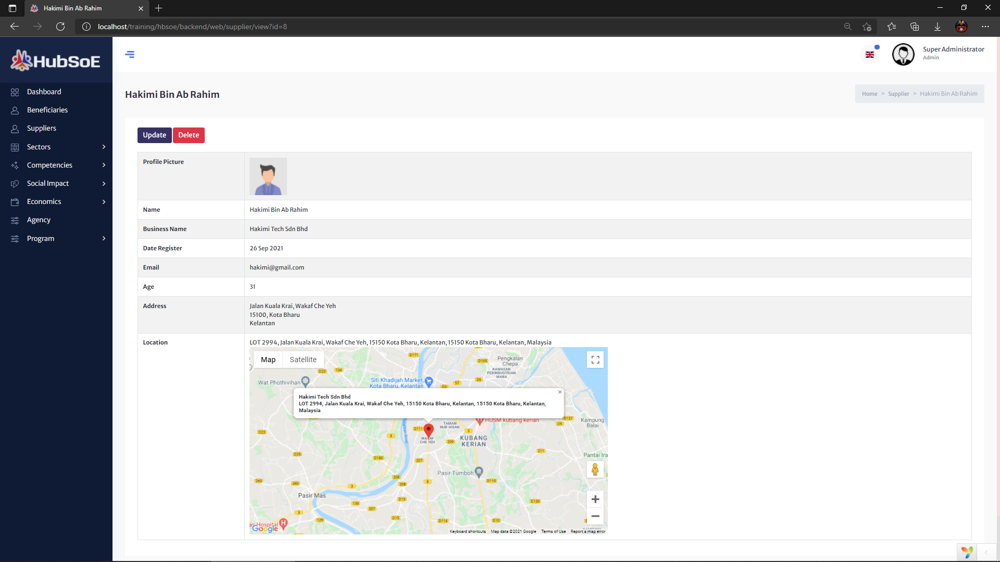 Hakimi Bin Ab Rahim
localhost/training/hbsoe/backend/web/supplier/view?id=8
HubSoE
Super Administrator
Admin
Dashboard
Beneficiaries
Suppliers
Sectors
Competencies
Social Impact
Economics
Agency
Program
Hakimi Bin Ab Rahim
Home > Supplier > Hakimi Bin Ab Rahim
Update Delete
Profile Picture
Name Hakimi Bin Ab Rahim
Business Name Hakimi Tech Sdn Bhd
Date Register 26 Sep 2021
Email hakimi@gmail.com
Age 31
Address Jalan Kuala Krai, Wakaf Che Yeh
15100, Kota Bharu
Kelantan
Location LOT 2994, Jalan Kuala Krai, Wakaf Che Yeh, 15150 Kota Bharu, Kelantan, 15150 Kota Bharu, Kelantan, Malaysia
Map Satellite
D171
D105
Pengkalan
Chepa
D23
134
KAWASAN
PERINDUSTRIAN
MARA
Wat Phothivihan
Siti Khadijah Market,
Kota Bharu, Kelantan
D2
57
D6
Hakimi Tech Sdn Bhd
LOT 2994, Jalan Kuala Krai, Wakaf Che Yeh, 15150 Kota Bharu, Kelantan, 15150 Kota Bharu, Kelantan,
Malaysia
HUSM kubang kerian
D137
Kampung
Balai
D9
TAMAN
NUR IHSAN
D23
D111
3
3
WAKAF
CHE YEH
209
KUBANG
KERIAN
211
D25
D180
207
Pantai Ira
Pasir Tumboh
208
8
D110
260
260
3
208
Pasir Mas
D15
130
207
D130
3
129
D15
D114
D10
as Hospital
Google
Keyboard shortcuts Map data ©2021 Google Terms of Use Report a map error